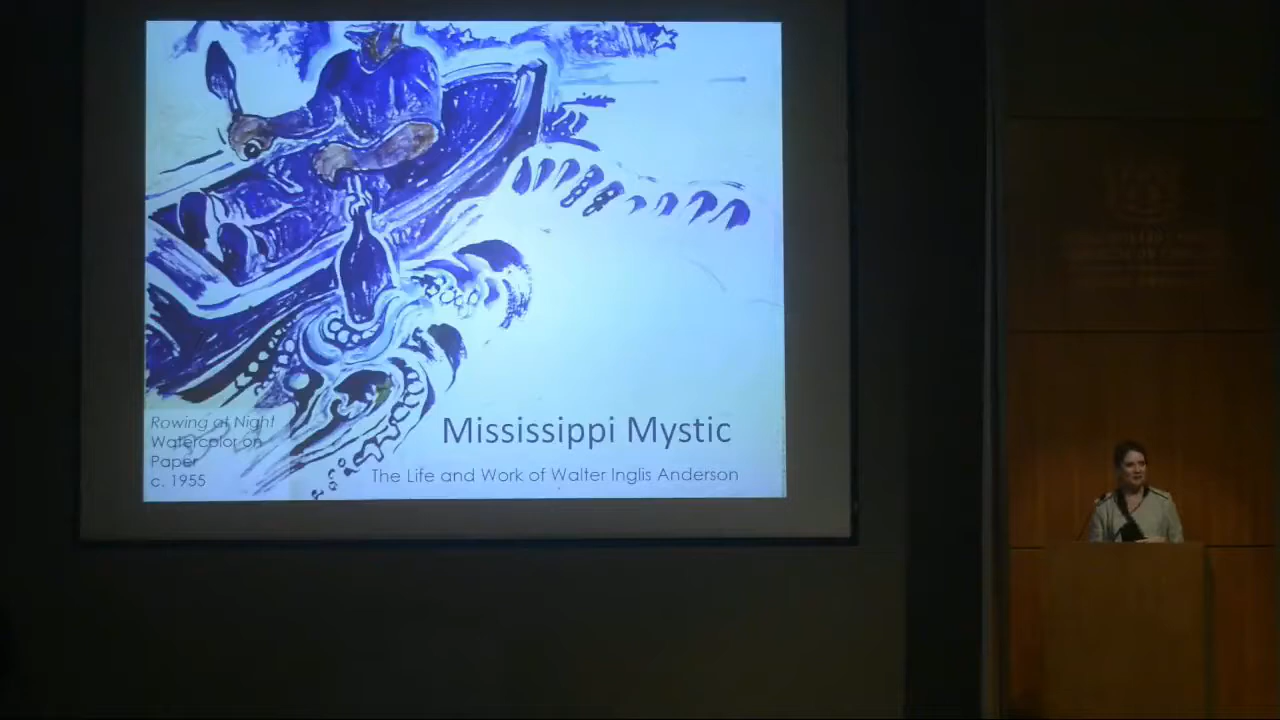 Rowing at Night
Watercolor on
Paper
c. 1955
Mississippi Mystic
The Life and Work of Walter Inglis Anderson